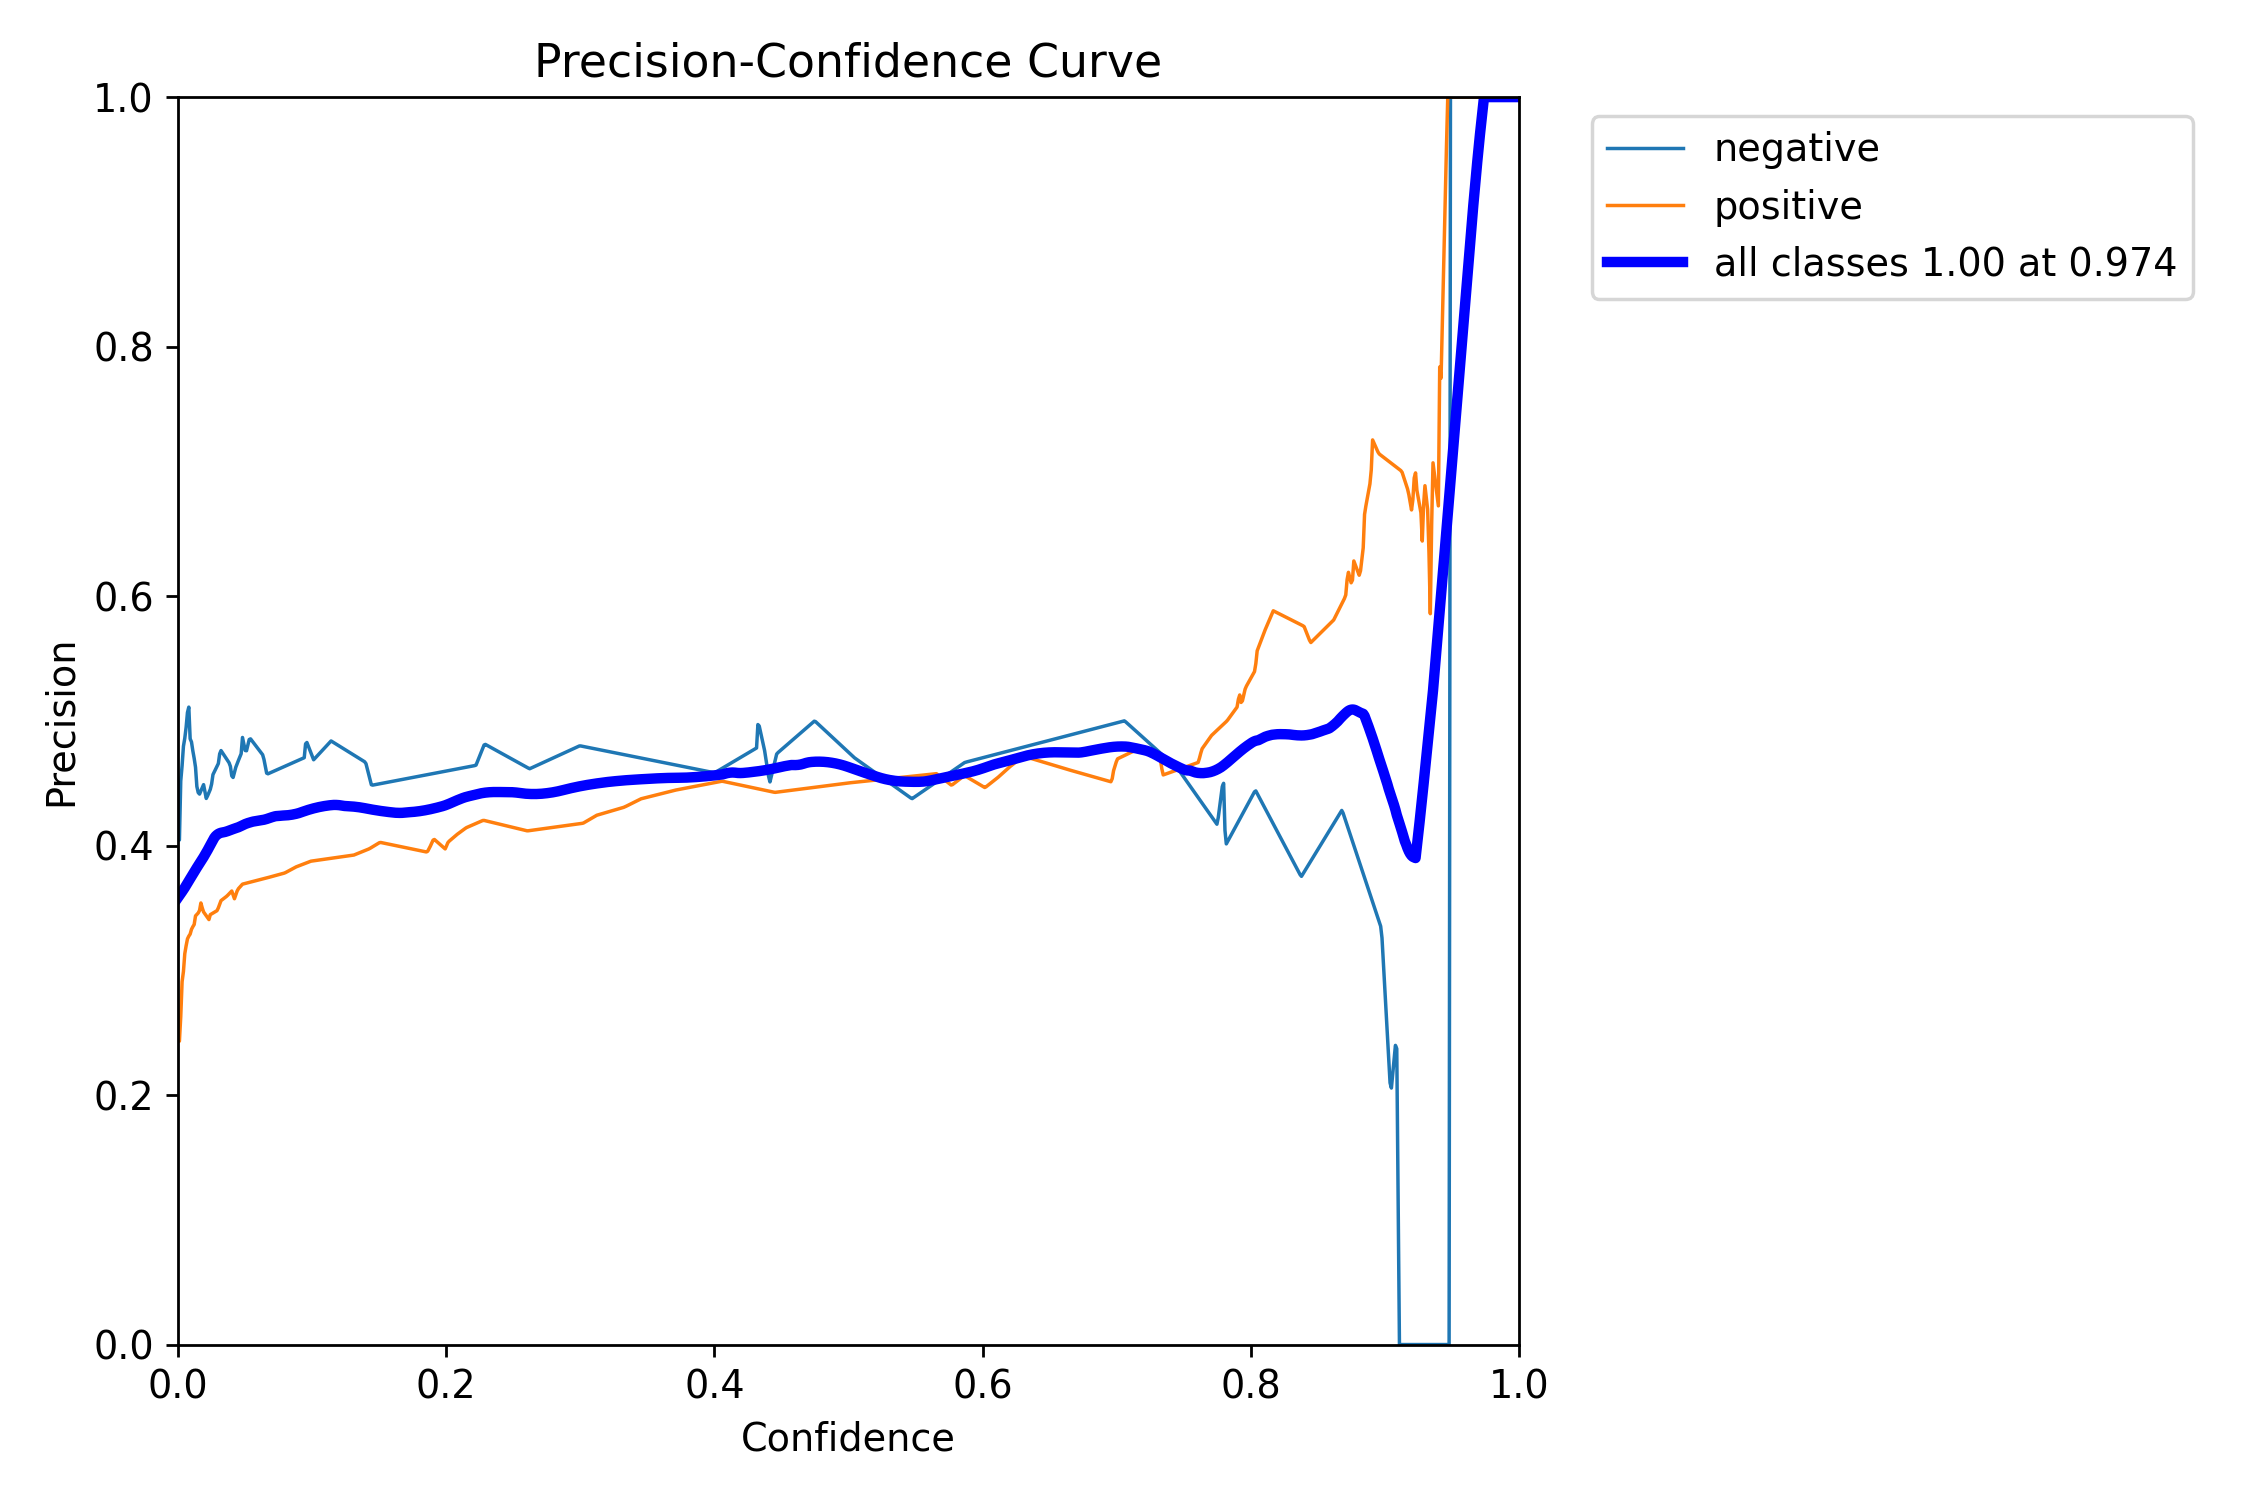 Precision-Confidence Curve
1.0
0.8
0.6
0.4
0.2
0.0
Precision
0.0 0.2 0.4 0.6 0.8 1.0
Confidence
negative
positive
all classes 1.00 at 0.974